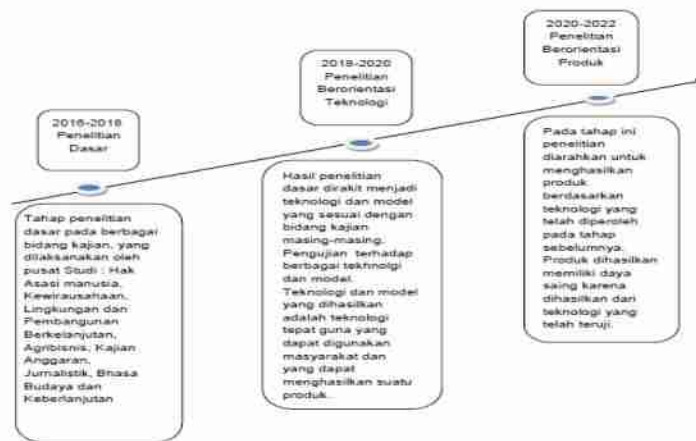 2016-2018
Penelitian
Dasar
Tahap penelitian
dasar pada berbagai
bidang kajian, yang
dilaksanakan oleh
pusat Studi : Hak
Asasi manusia,
Kewirausahaan,
Lingkungan dan
Pembangunan
Berkelanjutan,
Agribisnis, Kajian
Anggaran,
Jurnalistik, Bhasa
Budaya dan
Keberlanjutan
2018-2020
Penelitian
Berorientasi
Teknologi
Hasil penelitian
dasar dirakit menjadi
teknologi dan model
yang sesuai dengan
bidang kajian
masing-masing.
Pengujian terhadap
berbagai tekhnolgi
dan model.
Teknologi dan model
yang dihasilkan
adalah teknologi
tepat guna yang
dapat digunakan
masyarakat dan
yang dapat
menghasilkan suatu
produk.
2020-2022
Penelitian
Berorientasi
Produk
Pada tahap ini
penelitian
diarahkan untuk
menghasilkan
produk
berdasarkan
teknologi yang
telah diperoleh
pada tahap
sebelumnya.
Produk dihasilkan
memiliki daya
saing karena
dihasilkan dari
teknologi yang
telah teruji.